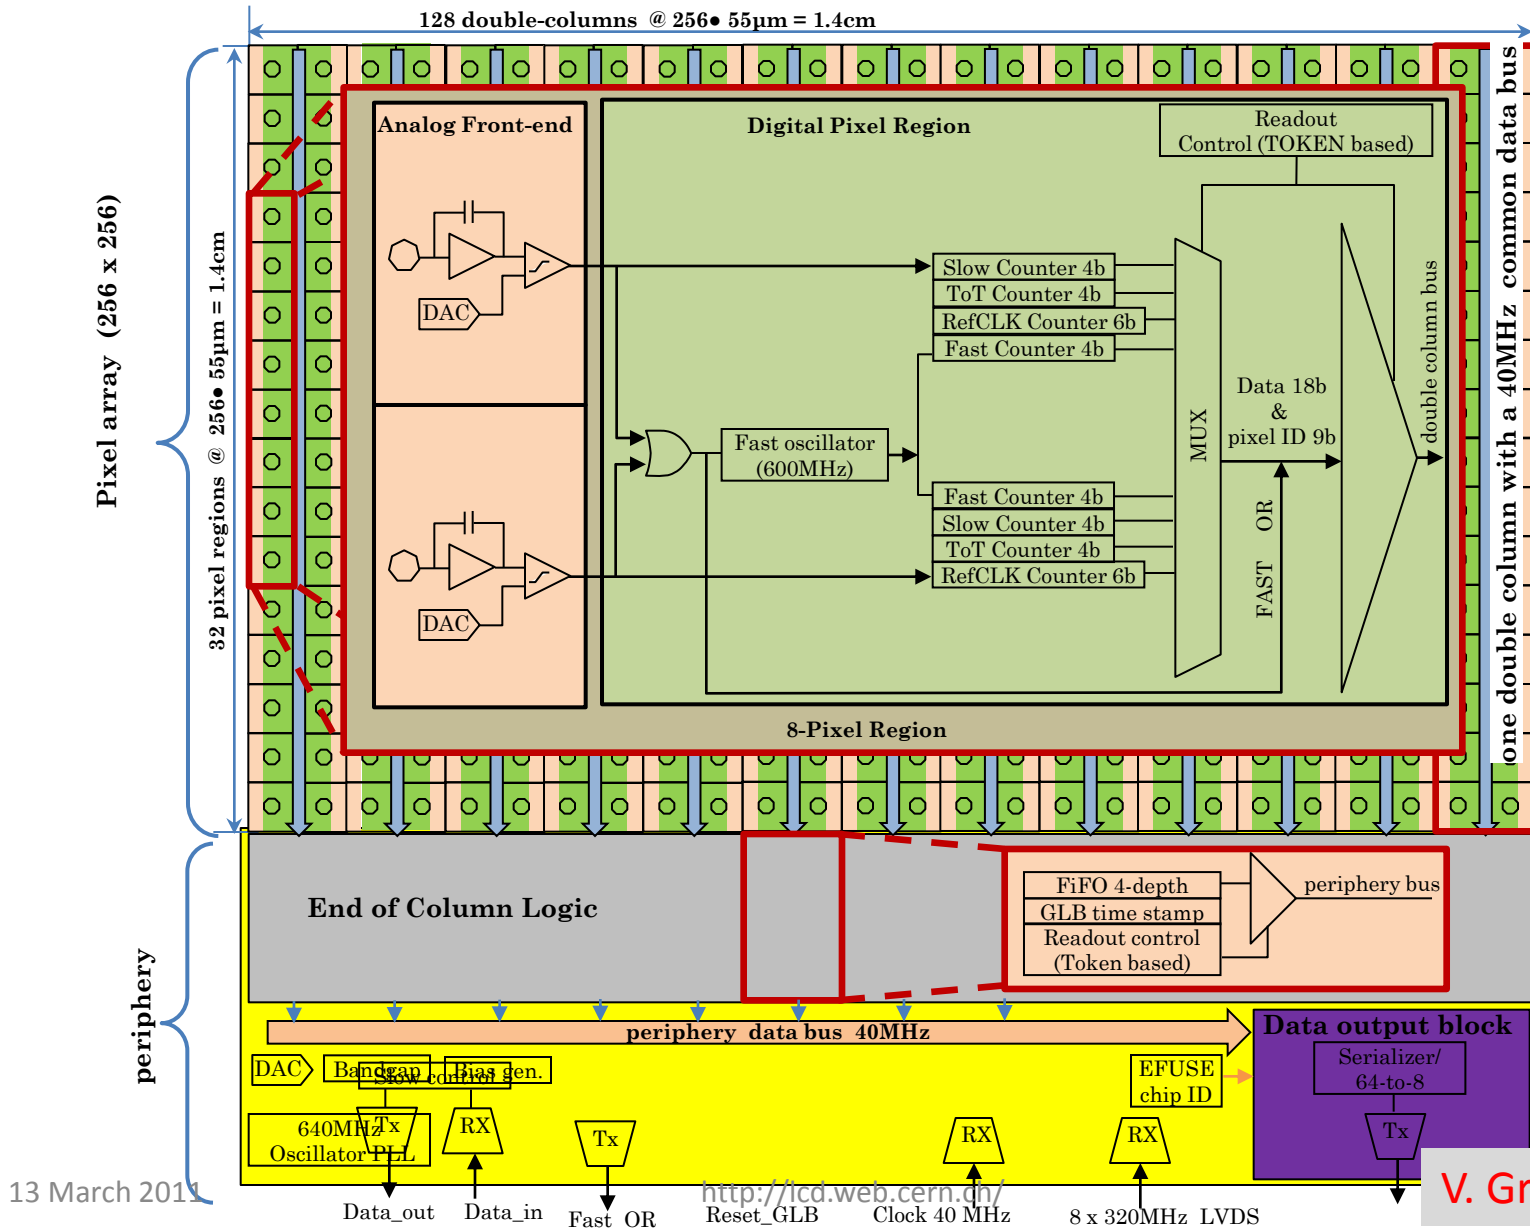 128 double-columns @ 256● 55µm = 1.4cm
Pixel array (256 x 256)
32 pixel regions @ 256● 55µm = 1.4cm
one double column with a 40MHz common data bus
Analog Front-end
Digital Pixel Region
Readout
Control (TOKEN based)
DAC
Slow Counter 4b
ToT Counter 4b
RefCLK Counter 6b
Fast Counter 4b
Fast oscillator
(600MHz)
MUX
Data 18b
&
pixel ID 9b
double column bus
FAST OR
Fast Counter 4b
Slow Counter 4b
ToT Counter 4b
RefCLK Counter 6b
DAC
8-Pixel Region
periphery
End of Column Logic
FiFO 4-depth
GLB time stamp
Readout control
(Token based)
periphery bus
periphery data bus 40MHz
Data output block
Serializer/
64-to-8
Tx
DAC
Bandgap
Bias gen.
Slow control s
EFUSE
chip ID
640MHz
Oscillator PLL
Tx
RX
Tx
RX
RX
Data_out
Data_in
Fast OR
Reset_GLB
Clock 40 MHz
8 x 320MHz LVDS
13 March 2011
http://lcd.web.cern.ch/
V. Gr